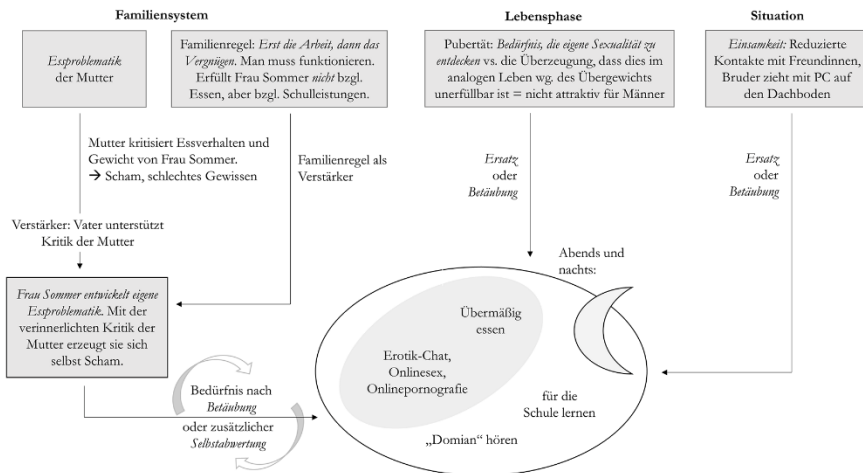 Familiensystem
Lebensphase
Situation
Essproblematik
der Mutter
Familienregel: Erst die Arbeit, dann das
Vergnügen. Man muss funktionieren.
Erfüllt Frau Sommer nicht bzgl.
Essen, aber bzgl. Schulleistungen.
Pubertät: Bedürfnis, die eigene Sexualität zu
entdecken vs. die Überzeugung, dass dies im
analogen Leben wg. des Übergewichts
unerfüllbar ist = nicht attraktiv für Männer
Einsamkeit: Reduzierte
Kontakte mit Freundinnen,
Bruder zieht mit PC auf
den Dachboden
Mutter kritisiert Essverhalten und
Gewicht von Frau Sommer.
→ Scham, schlechtes Gewissen
Familienregel als
Verstärker
Ersatz
oder
Betäubung
Ersatz
oder
Betäubung
Verstärker: Vater unterstützt
Kritik der Mutter
Abends und
nachts:
Frau Sommer entwickelt eigene
Essproblematik. Mit der
verinnerlichten Kritik der
Mutter erzeugt sie sich
selbst Scham.
Übermäßig
essen
Erotik-Chat,
Onlinesex,
Onlinepornografie
für die
Schule lernen
„Domian“ hören
Bedürfnis nach
Betäubung
oder zusätzlicher
Selbstabwertung